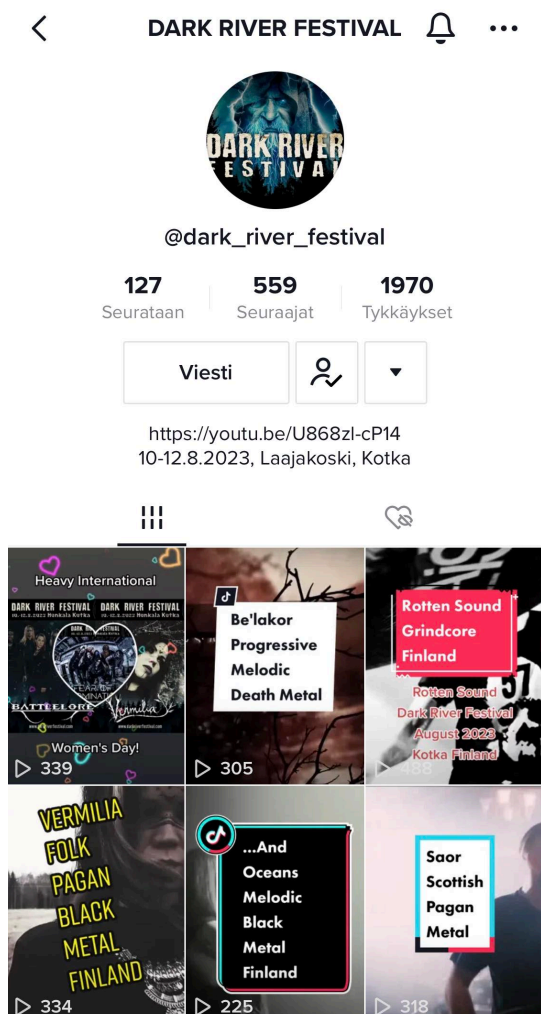 DARK RIVER FESTIVAL
DARK RIVER
FESTIVAL
@dark_river_festival
127 559 1970
Seurataan Seuraajat Tykkäykset
Viesti
https://youtu.be/U868zl-cP14
10-12.8.2023, Laajakoski, Kotka
Heavy International
DARK RIVER FESTIVAL DARK RIVER FESTIVAL
BATTLELORE
Vermilia
Women's Day!
339
Be'lakor
Progressive
Melodic
Death Metal
305
Rotten Sound
Grindcore
Finland
Rotten Sound
Dark River Festival
August 2023
Kotka Finland
488
VERMILIA
FOLK
PAGAN
BLACK
METAL
FINLAND
334
...And
Oceans
Melodic
Black
Metal
Finland
225
Saor
Scottish
Pagan
Metal
318